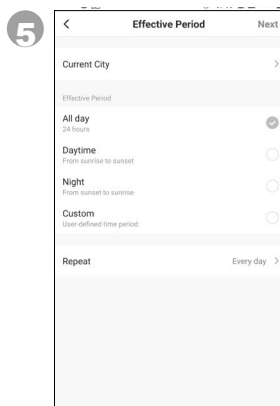 5
Effective Period
Next
Current City
Effective Period
All day
24 hours
Daytime
From sunrise to sunset
Night
From sunset to sunrise
Custom
User-defined time period
Repeat
Every day